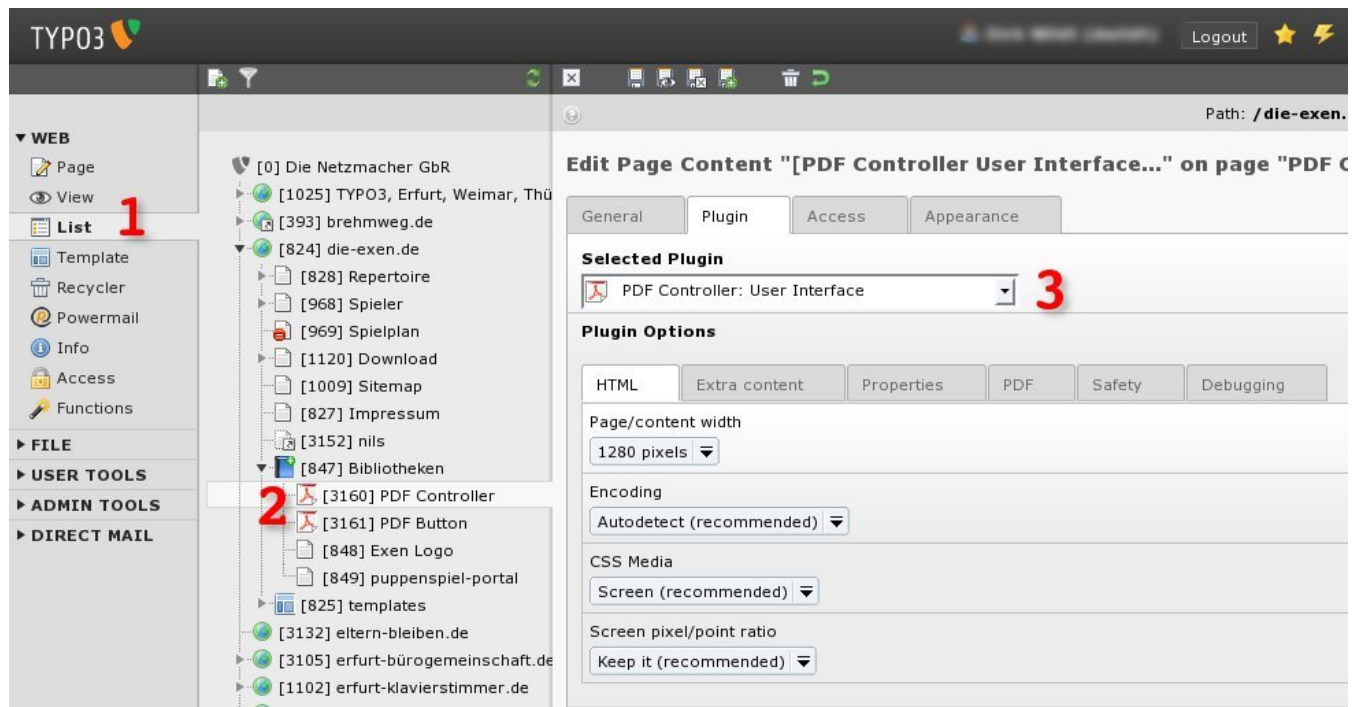 TYPO3
Logout
Path: /die-exen.
WEB
Page
View
List
Template
Recycler
Powermail
Info
Access
Functions
FILE
USER TOOLS
ADMIN TOOLS
DIRECT MAIL
1
[0] Die Netzmacher GbR
[1025] TYPO3, Erfurt, Weimar, Thü
[393] brehmweg.de
[824] die-exen.de
[828] Repertoire
[968] Spieler
[969] Spielplan
[1120] Download
[1009] Sitemap
[827] Impressum
[3152] nils
[847] Bibliotheken
2
[3160] PDF Controller
[3161] PDF Button
[848] Exen Logo
[849] puppenspiel-portal
[825] templates
[3132] eltern-bleiben.de
[3105] erfurt-bürogemeinschaft.de
[1102] erfurt-klavierstimmer.de
Edit Page Content "[PDF Controller User Interface..." on page "PDF C
General Plugin Access Appearance
Selected Plugin
PDF Controller: User Interface
3
Plugin Options
HTML Extra content Properties PDF Safety Debugging
Page/content width
1280 pixels
Encoding
Autodetect (recommended)
CSS Media
Screen (recommended)
Screen pixel/point ratio
Keep it (recommended)